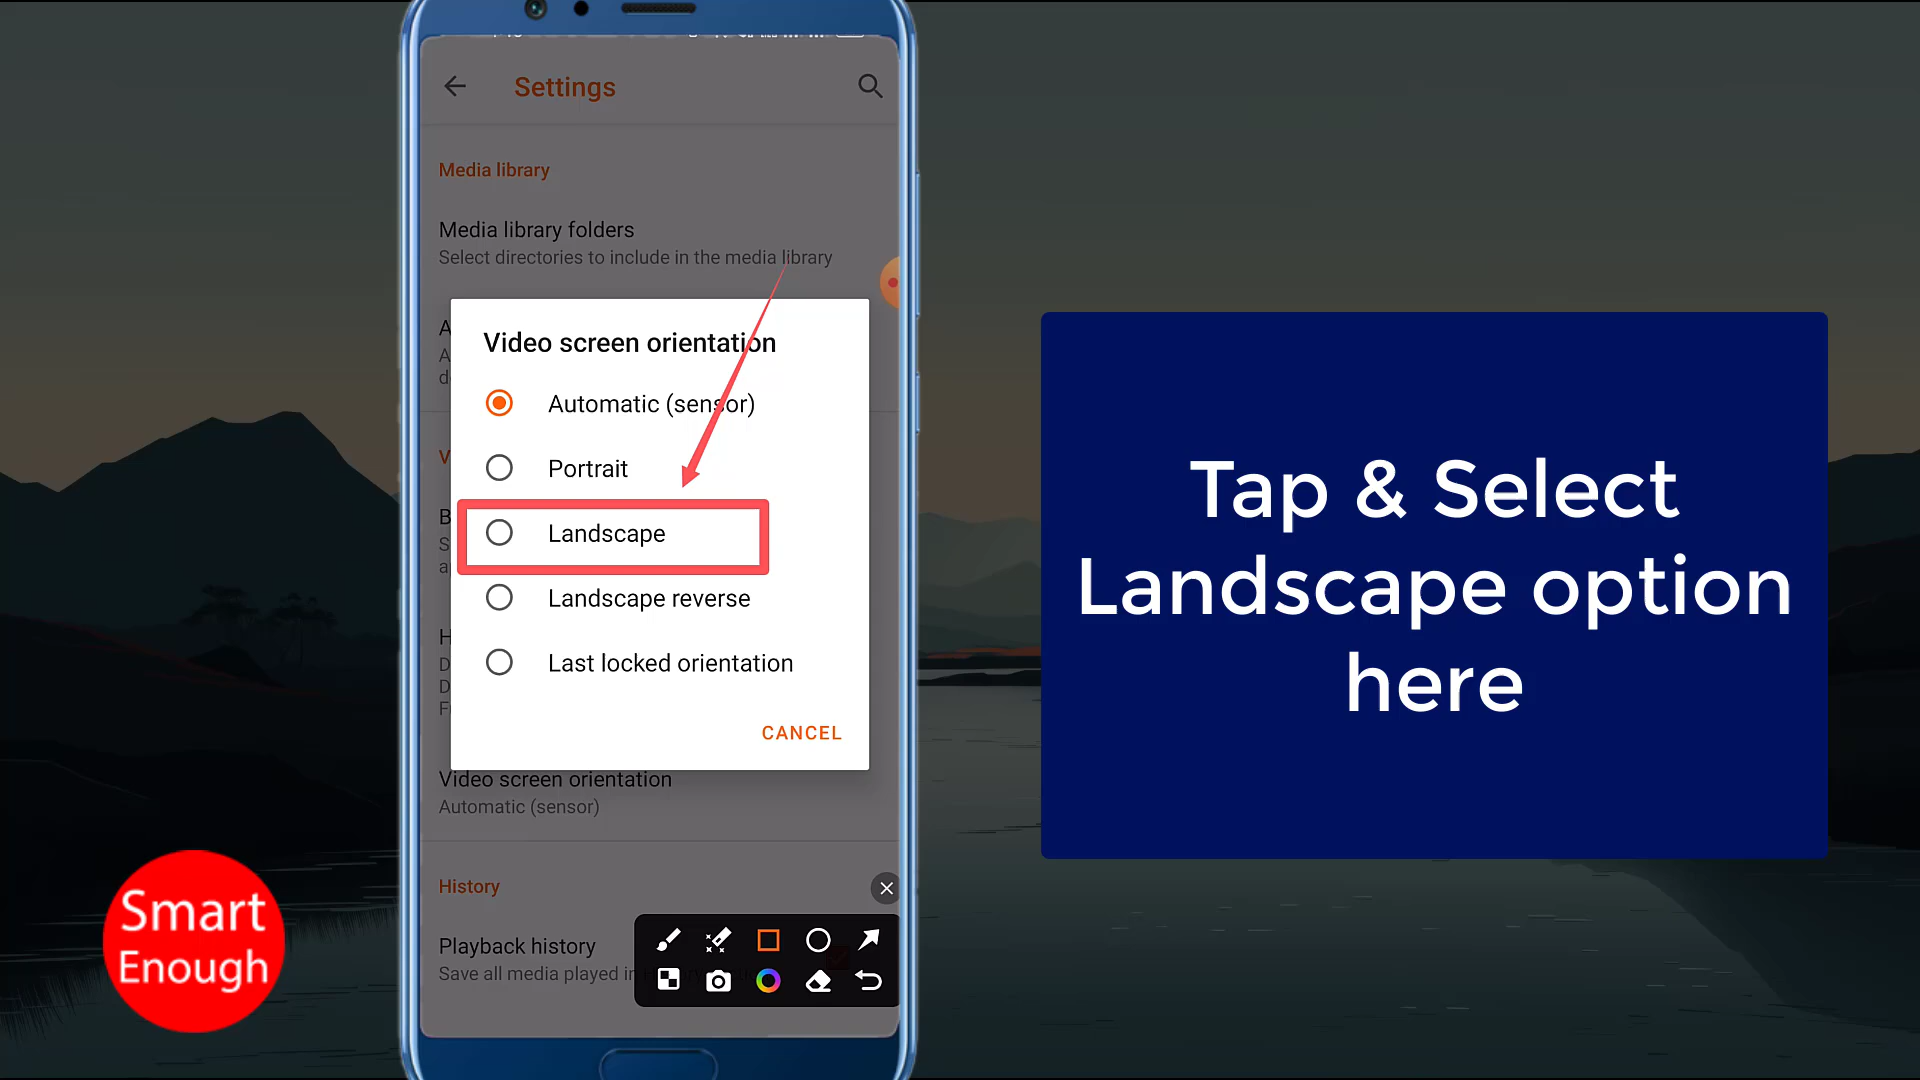 Settings
Media library
Media library folders
Select directories to include in the media library
Video screen orientation
Automatic (sensor)
Portrait
Landscape
Landscape reverse
Last locked orientation
CANCEL
Video screen orientation
Automatic (sensor)
History
Playback history
Save all media played in
Tap & Select
Landscape option
here
Smart
Enough